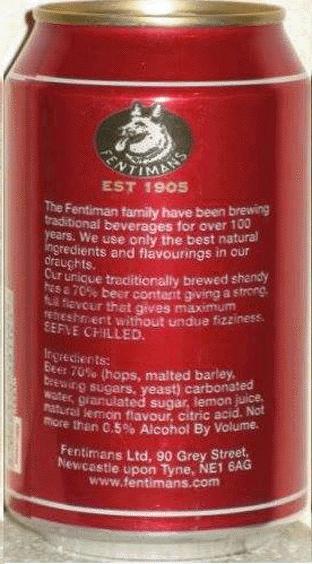 FENTIMANS
EST 1905
The Fentiman family have been brewing
traditional beverages for over 100
years. We use only the best natural
ingredients and flavourings in our
draughts.
Our unique traditionally brewed shandy
has a 70% beer content giving a strong,
full flavour that gives maximum
refreshment without undue fizziness.
SERVE CHILLED.
Ingredients:
Beer 70% (hops, malted barley,
brewing sugars, yeast) carbonated
water, granulated sugar, lemon juice,
natural lemon flavour, citric acid. Not
more than 0.5% Alcohol By Volume.
Fentimans Ltd, 90 Grey Street,
Newcastle upon Tyne, NE1 6AG
www.fentimans.com